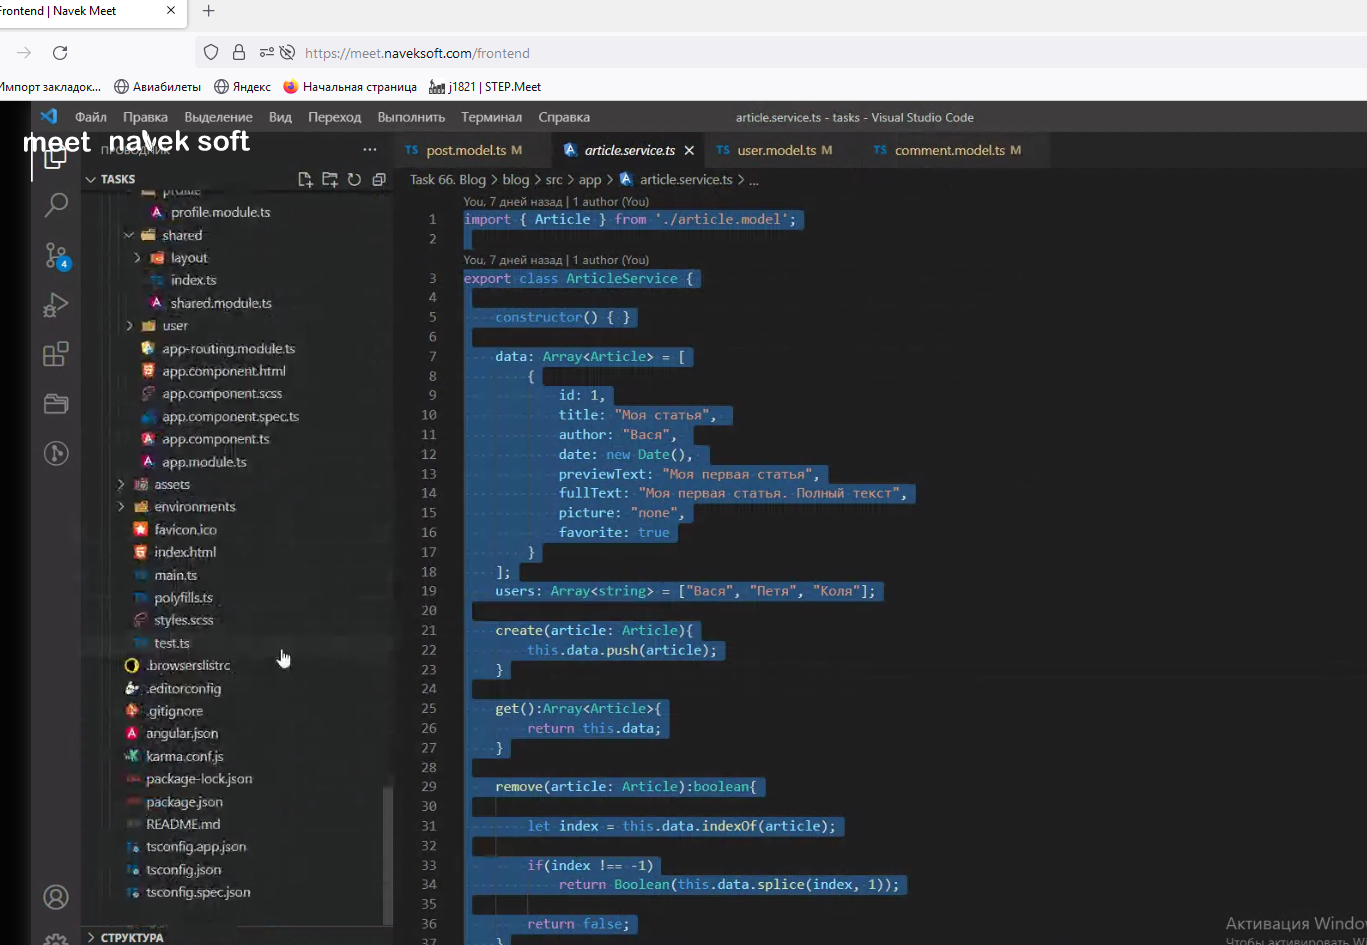 Frontend | Navek Meet
https://meet.naveksoft.com/frontend
Импорт закладок...
Авиабилеты
Яндекс
Начальная страница
j1821 | STEP.Meet
Файл Правка Выделение Вид Переход Выполнить Терминал Справка
article.service.ts - tasks - Visual Studio Code
meet navek soft
ПРОВОДНИК
TS post.model.ts M
article.service.ts
TS user.model.ts M
TS comment.model.ts M
TASKS
Task 66. Blog > blog > src > app > article.service.ts > ...
profile
profile.module.ts
shared
layout
index.ts
shared.module.ts
user
app-routing.module.ts
app.component.html
app.component.scss
app.component.spec.ts
app.component.ts
app.module.ts
assets
environments
favicon.ico
index.html
main.ts
polyfills.ts
styles.scss
test.ts
.browserslistrc
.editorconfig
.gitignore
angular.json
karma.conf.js
package-lock.json
package.json
README.md
tsconfig.app.json
tsconfig.json
tsconfig.spec.json
СТРУКТУРА
4
You, 7 дней назад | 1 author (You)
1 import { Article } from './article.model';
2
You, 7 дней назад | 1 author (You)
3 export class ArticleService {
4
5 constructor() { }
6
7 data: Array<Article> = [
8 {
9 id: 1,
10 title: "Моя статья",
11 author: "Вася",
12 date: new Date(),
13 previewText: "Моя первая статья",
14 fullText: "Моя первая статья. Полный текст",
15 picture: "none",
16 favorite: true
17 }
18 ];
19 users: Array<string> = ["Вася", "Петя", "Коля"];
20
21 create(article: Article){
22 this.data.push(article);
23 }
24
25 get():Array<Article>{
26 return this.data;
27 }
28
29 remove(article: Article):boolean{
30
31 let index = this.data.indexOf(article);
32
33 if(index !== -1)
34 return Boolean(this.data.splice(index, 1));
35
36 return false;
37 }
Активация Windo